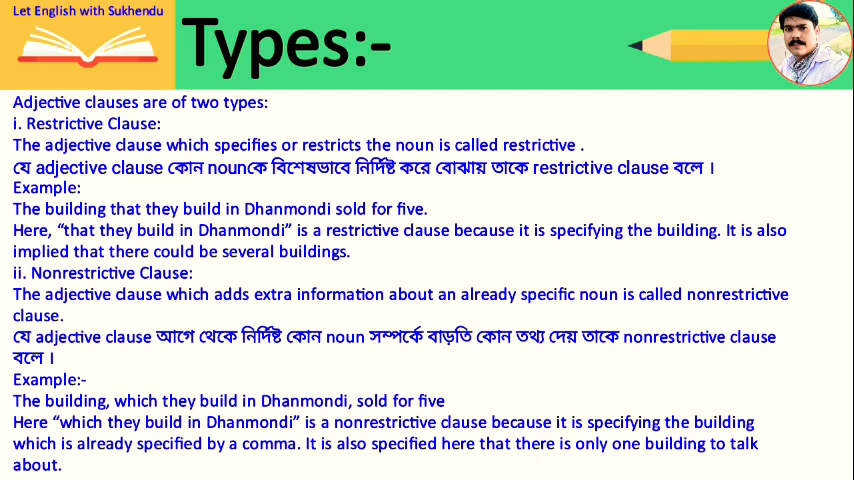 Let English with Sukhendu
Types:-
Adjective clauses are of two types:
i. Restrictive Clause:
The adjective clause which specifies or restricts the noun is called restrictive .
যে adjective clause কোন nounকে বিশেষভাবে নির্দিষ্ট করে বোঝায় তাকে restrictive clause বলে ।
Example:
The building that they build in Dhanmondi sold for five.
Here, “that they build in Dhanmondi” is a restrictive clause because it is specifying the building. It is also
implied that there could be several buildings.
ii. Nonrestrictive Clause:
The adjective clause which adds extra information about an already specific noun is called nonrestrictive
clause.
যে adjective clause আগে থেকে নির্দিষ্ট কোন noun সম্পর্কে বাড়তি কোন তথ্য দেয় তাকে nonrestrictive clause
বলে ।
Example:-
The building, which they build in Dhanmondi, sold for five
Here “which they build in Dhanmondi” is a nonrestrictive clause because it is specifying the building
which is already specified by a comma. It is also specified here that there is only one building to talk
about.